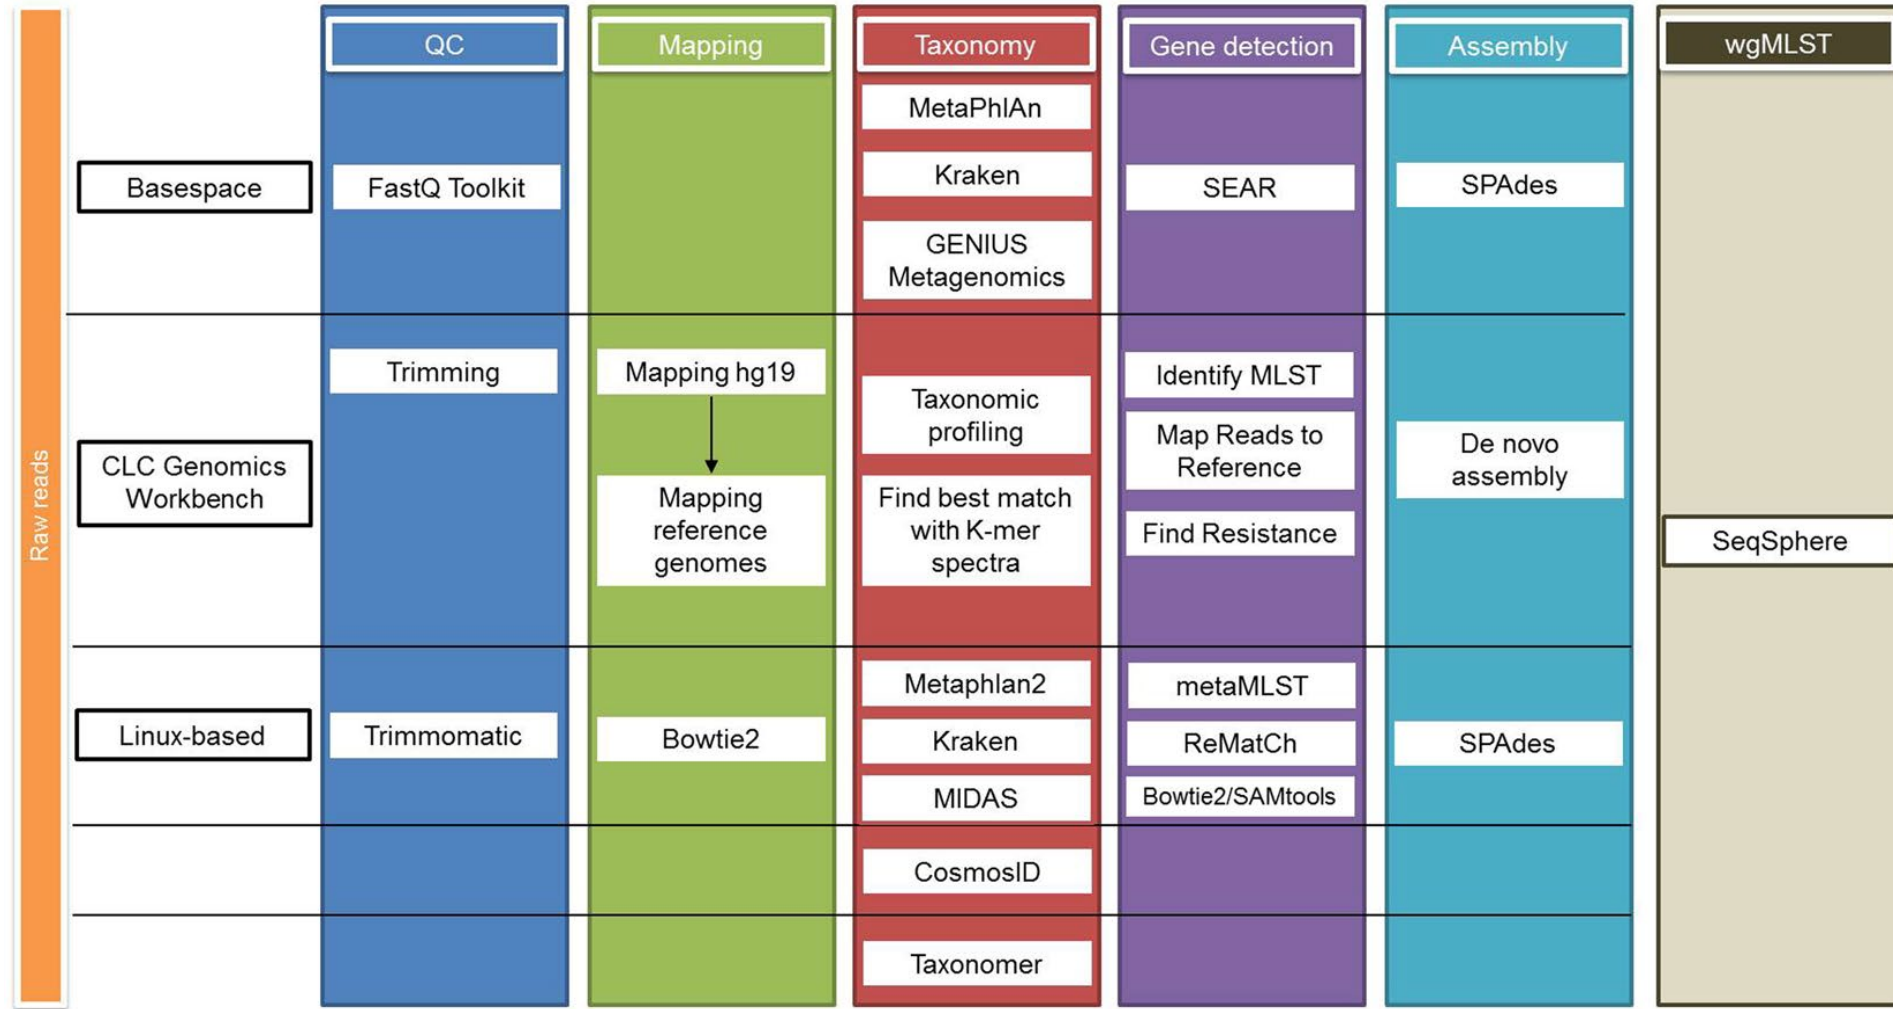 QC
Mapping
Taxonomy
Gene detection
Assembly
wgMLST
Raw reads
Basespace
FastQ Toolkit
MetaPhlAn
Kraken
GENIUS
Metagenomics
SEAR
SPAdes
CLC Genomics
Workbench
Trimming
Mapping hg19
Mapping
reference
genomes
Taxonomic
profiling
Find best match
with K-mer
spectra
Identify MLST
Map Reads to
Reference
Find Resistance
De novo
assembly
SeqSphere
Linux-based
Trimmomatic
Bowtie2
Metaphlan2
Kraken
MIDAS
metaMLST
ReMatCh
Bowtie2/SAMtools
SPAdes
CosmosID
Taxonomer